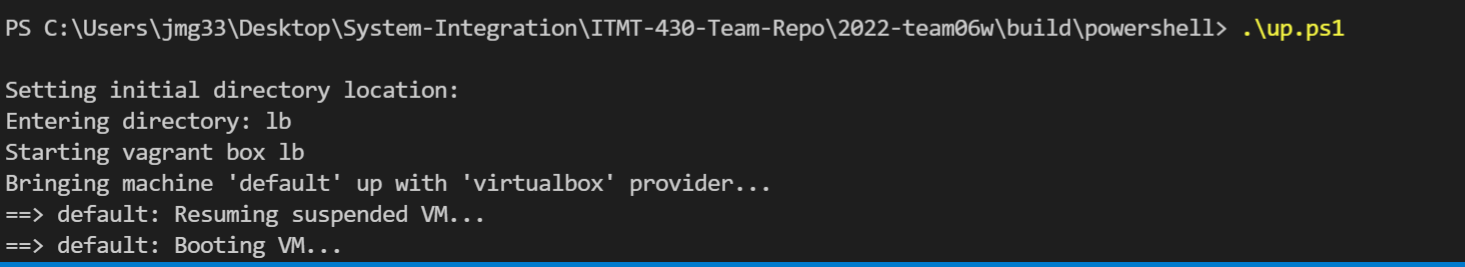 PS C:\Users\jmg33\Desktop\System-Integration\ITMT-430-Team-Repo\2022-team06w\build\powershell> .\up.ps1
Setting initial directory location:
Entering directory: lb
Starting vagrant box lb
Bringing machine 'default' up with 'virtualbox' provider...
==> default: Resuming suspended VM...
==> default: Booting VM...